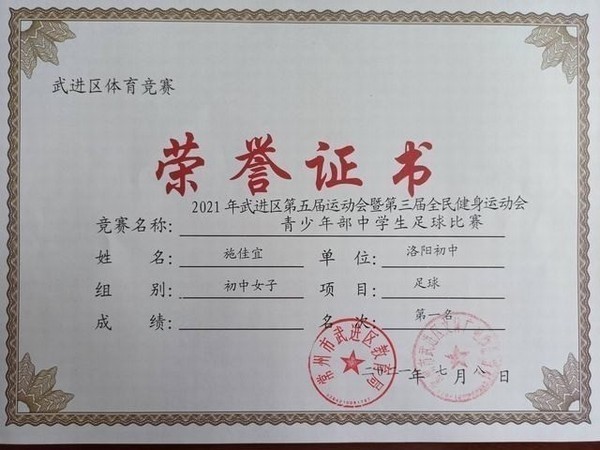 武进区体育竞赛
荣誉证书
2021年武进区第五届运动会暨第三届全民健身运动会
竞赛名称: 青少年部中学生足球比赛
姓 名: 施佳宜 单 位: 洛阳初中
组 别: 初中女子 项 目: 足球
成 绩: 名 次: 第一名
常州市武进区教育局
二〇二一年 七月 八日